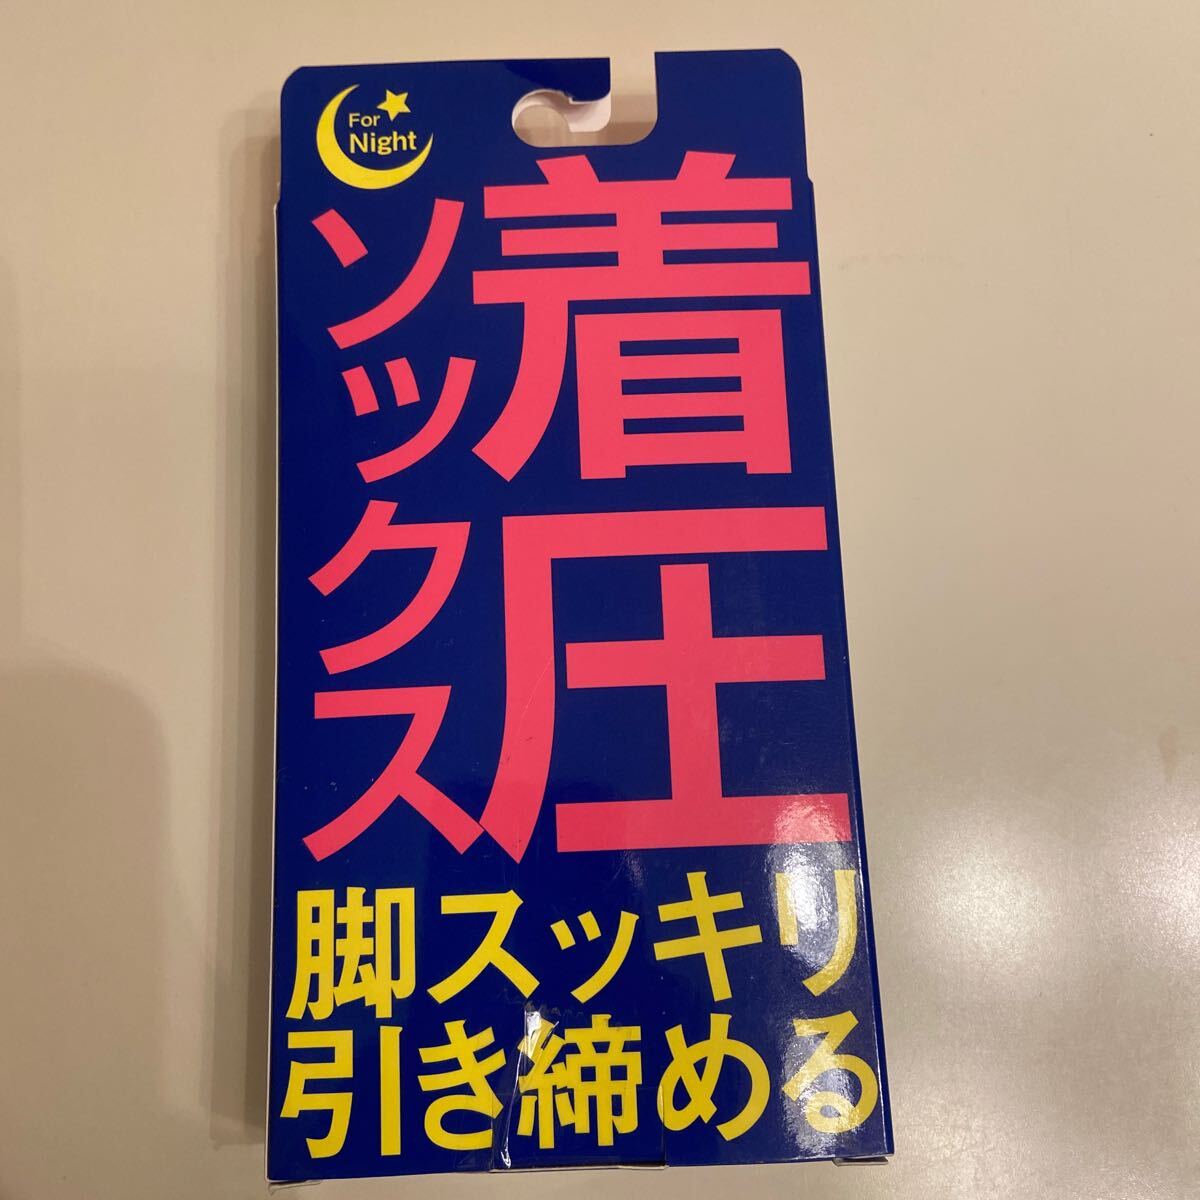 For
Night
着圧
ソックス
脚スッキリ
引き締める